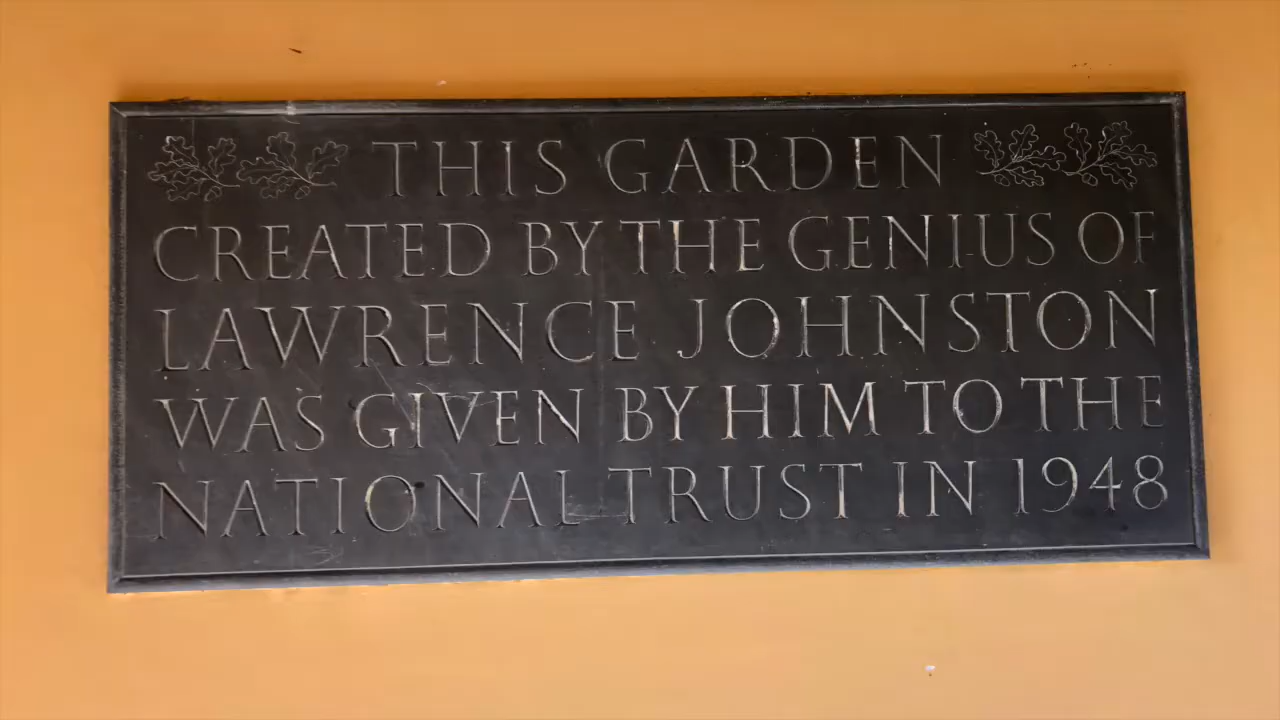 THIS GARDEN
CREATED BY THE GENIUS OF
LAWRENCE JOHNSTON
WAS GIVEN BY HIM TO THE
NATIONAL TRUST IN 1948